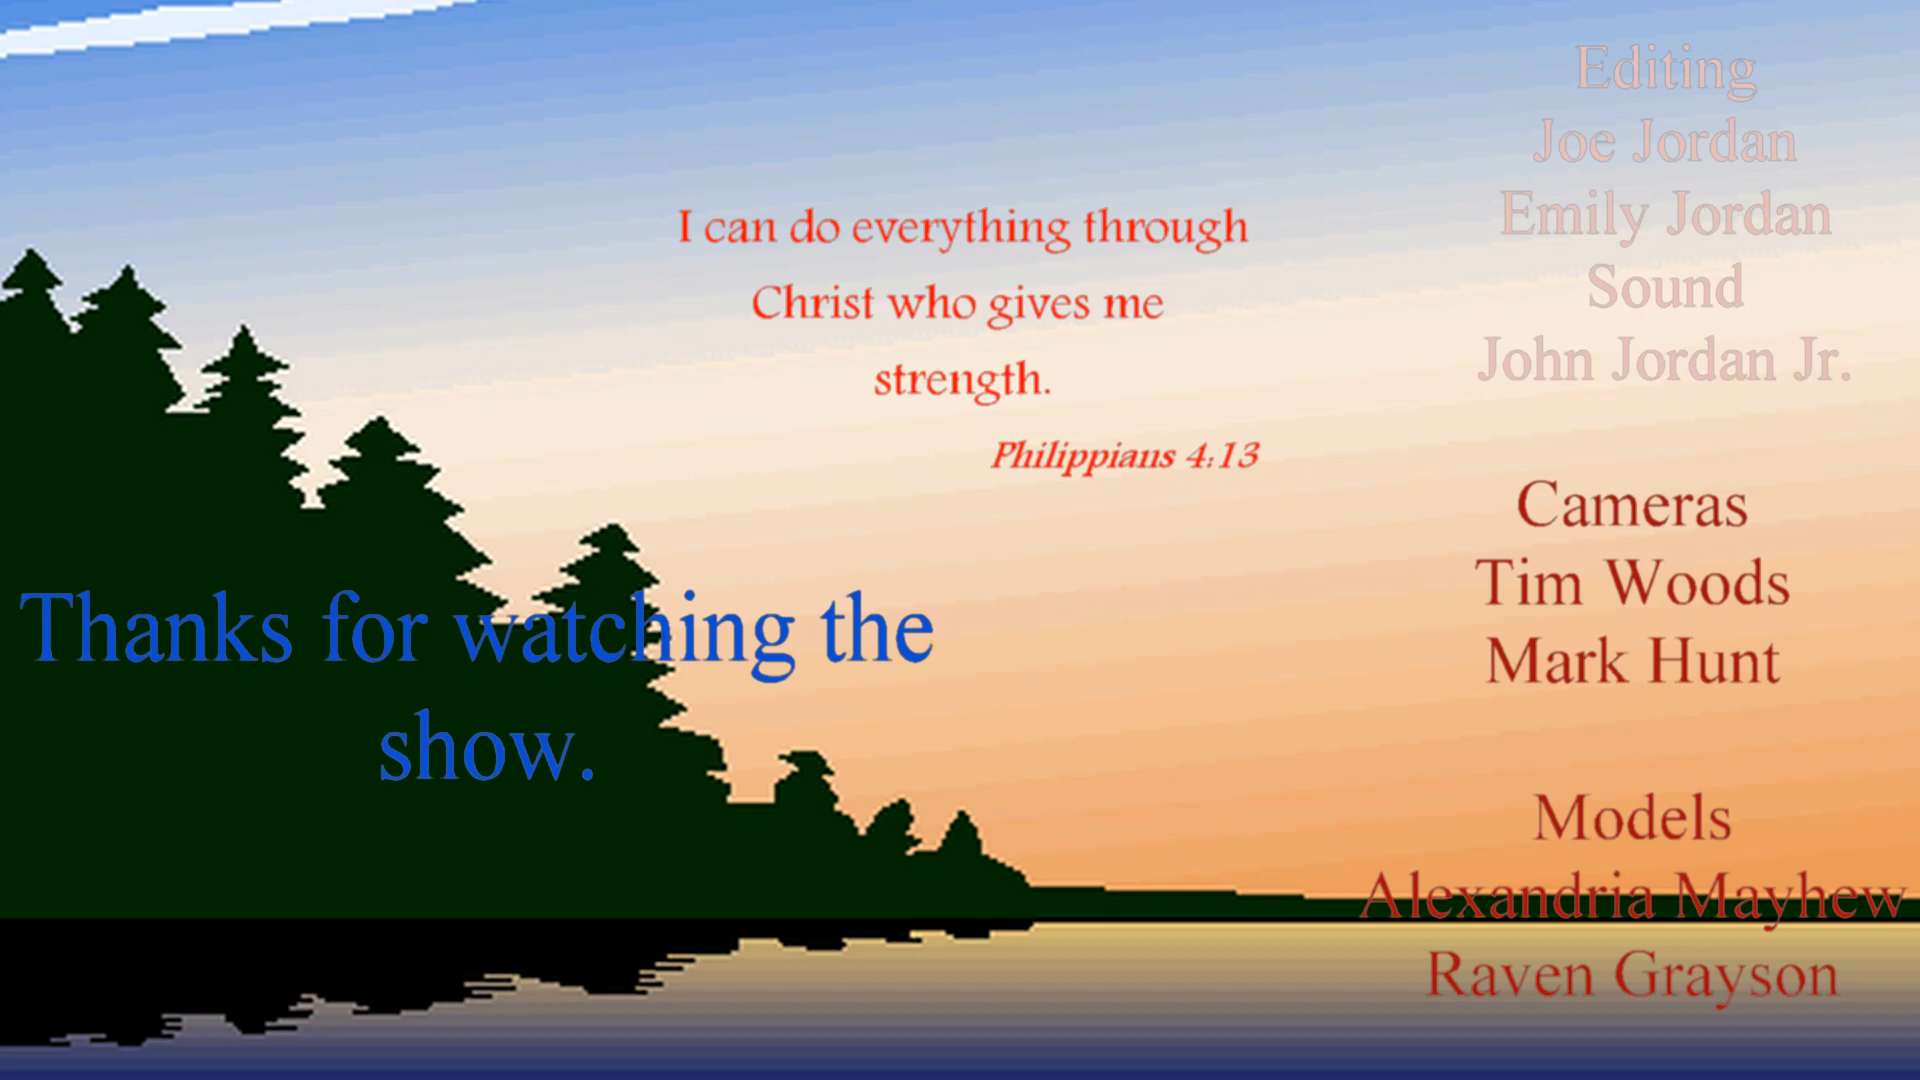 I can do everything through
Christ who gives me
strength.
Philippians 4:13
Thanks for watching the
show.
Editing
Joe Jordan
Emily Jordan
Sound
John Jordan Jr.
Cameras
Tim Woods
Mark Hunt
Models
Alexandria Mayhew
Raven Grayson